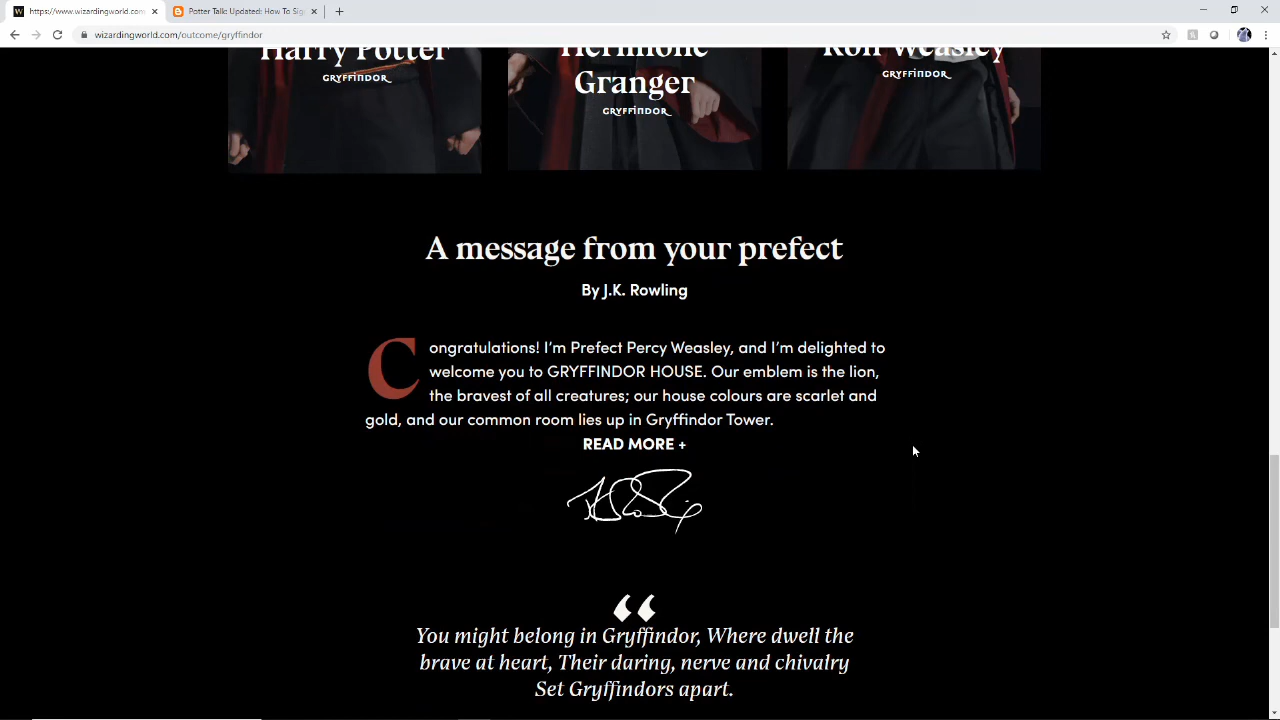 https://www.wizardingworld.com
Potter Talk: Updated: How To Sig
wizardingworld.com/outcome/gryffindor
Harry Potter
GRYFFINDOR
Hermione
Granger
GRYFFINDOR
Ron Weasley
GRYFFINDOR
A message from your prefect
By J.K. Rowling
Congratulations! I'm Prefect Percy Weasley, and I'm delighted to
welcome you to GRYFFINDOR HOUSE. Our emblem is the lion,
the bravest of all creatures; our house colours are scarlet and
gold, and our common room lies up in Gryffindor Tower.
READ MORE +
“
You might belong in Gryffindor, Where dwell the
brave at heart, Their daring, nerve and chivalry
Set Gryffindors apart.